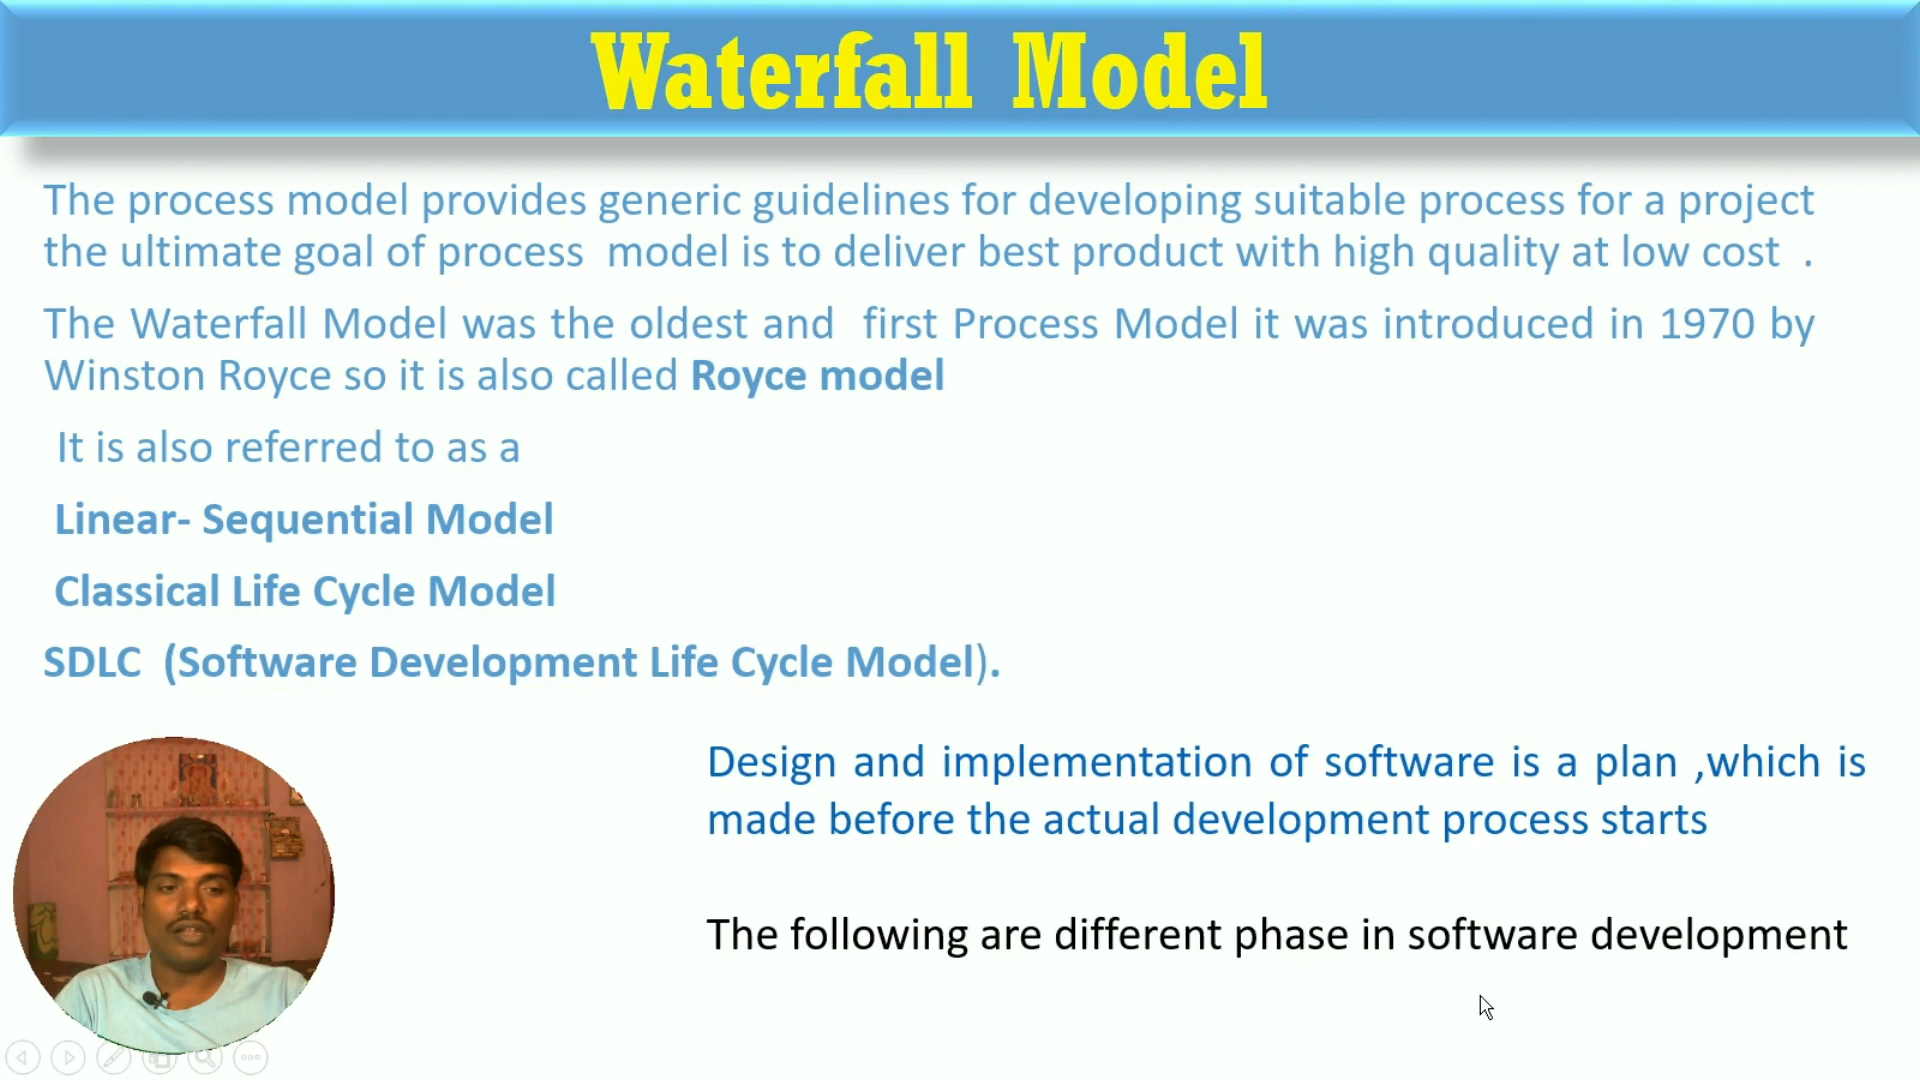 Waterfall Model
The process model provides generic guidelines for developing suitable process for a project
the ultimate goal of process model is to deliver best product with high quality at low cost .
The Waterfall Model was the oldest and first Process Model it was introduced in 1970 by
Winston Royce so it is also called Royce model
It is also referred to as a
Linear- Sequential Model
Classical Life Cycle Model
SDLC (Software Development Life Cycle Model).
Design and implementation of software is a plan ,which is
made before the actual development process starts
The following are different phase in software development